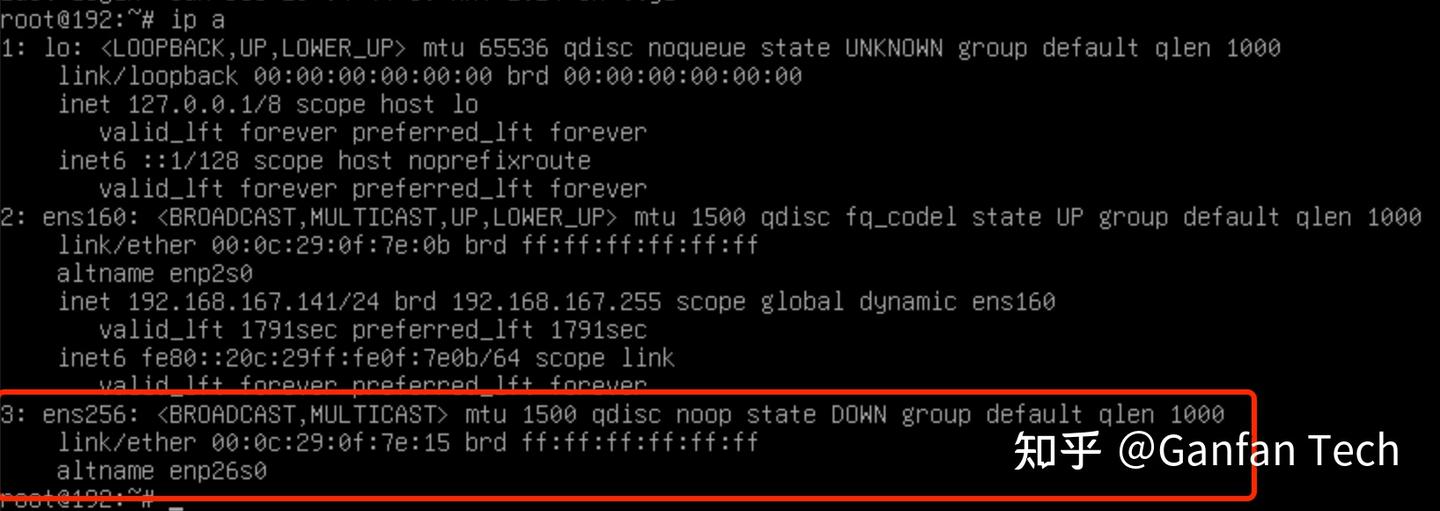 root@192:~# ip a
1: lo: <LOOPBACK,UP,LOWER_UP> mtu 65536 qdisc noqueue state UNKNOWN group default qlen 1000
    link/loopback 00:00:00:00:00:00 brd 00:00:00:00:00:00
    inet 127.0.0.1/8 scope host lo
       valid_lft forever preferred_lft forever
    inet6 ::1/128 scope host noprefixroute
       valid_lft forever preferred_lft forever
2: ens160: <BROADCAST,MULTICAST,UP,LOWER_UP> mtu 1500 qdisc fq_codel state UP group default qlen 1000
    link/ether 00:0c:29:0f:7e:0b brd ff:ff:ff:ff:ff:ff
    altname enp2s0
    inet 192.168.167.141/24 brd 192.168.167.255 scope global dynamic ens160
       valid_lft 1791sec preferred_lft 1791sec
    inet6 fe80::20c:29ff:fe0f:7e0b/64 scope link
       valid_lft forever preferred_lft forever
3: ens256: <BROADCAST,MULTICAST> mtu 1500 qdisc noop state DOWN group default qlen 1000
    link/ether 00:0c:29:0f:7e:15 brd ff:ff:ff:ff:ff:ff
    altname enp26s0
root@192:~# _
知乎 @Ganfan Tech